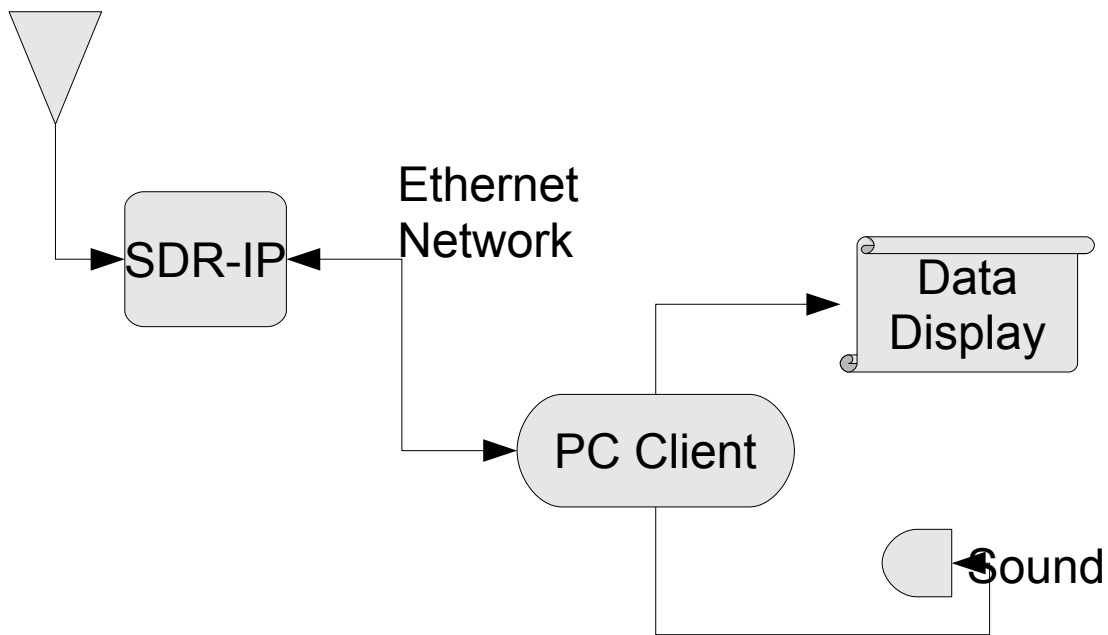 Ethernet
Network
SDR-IP
Data
Display
PC Client
Sound